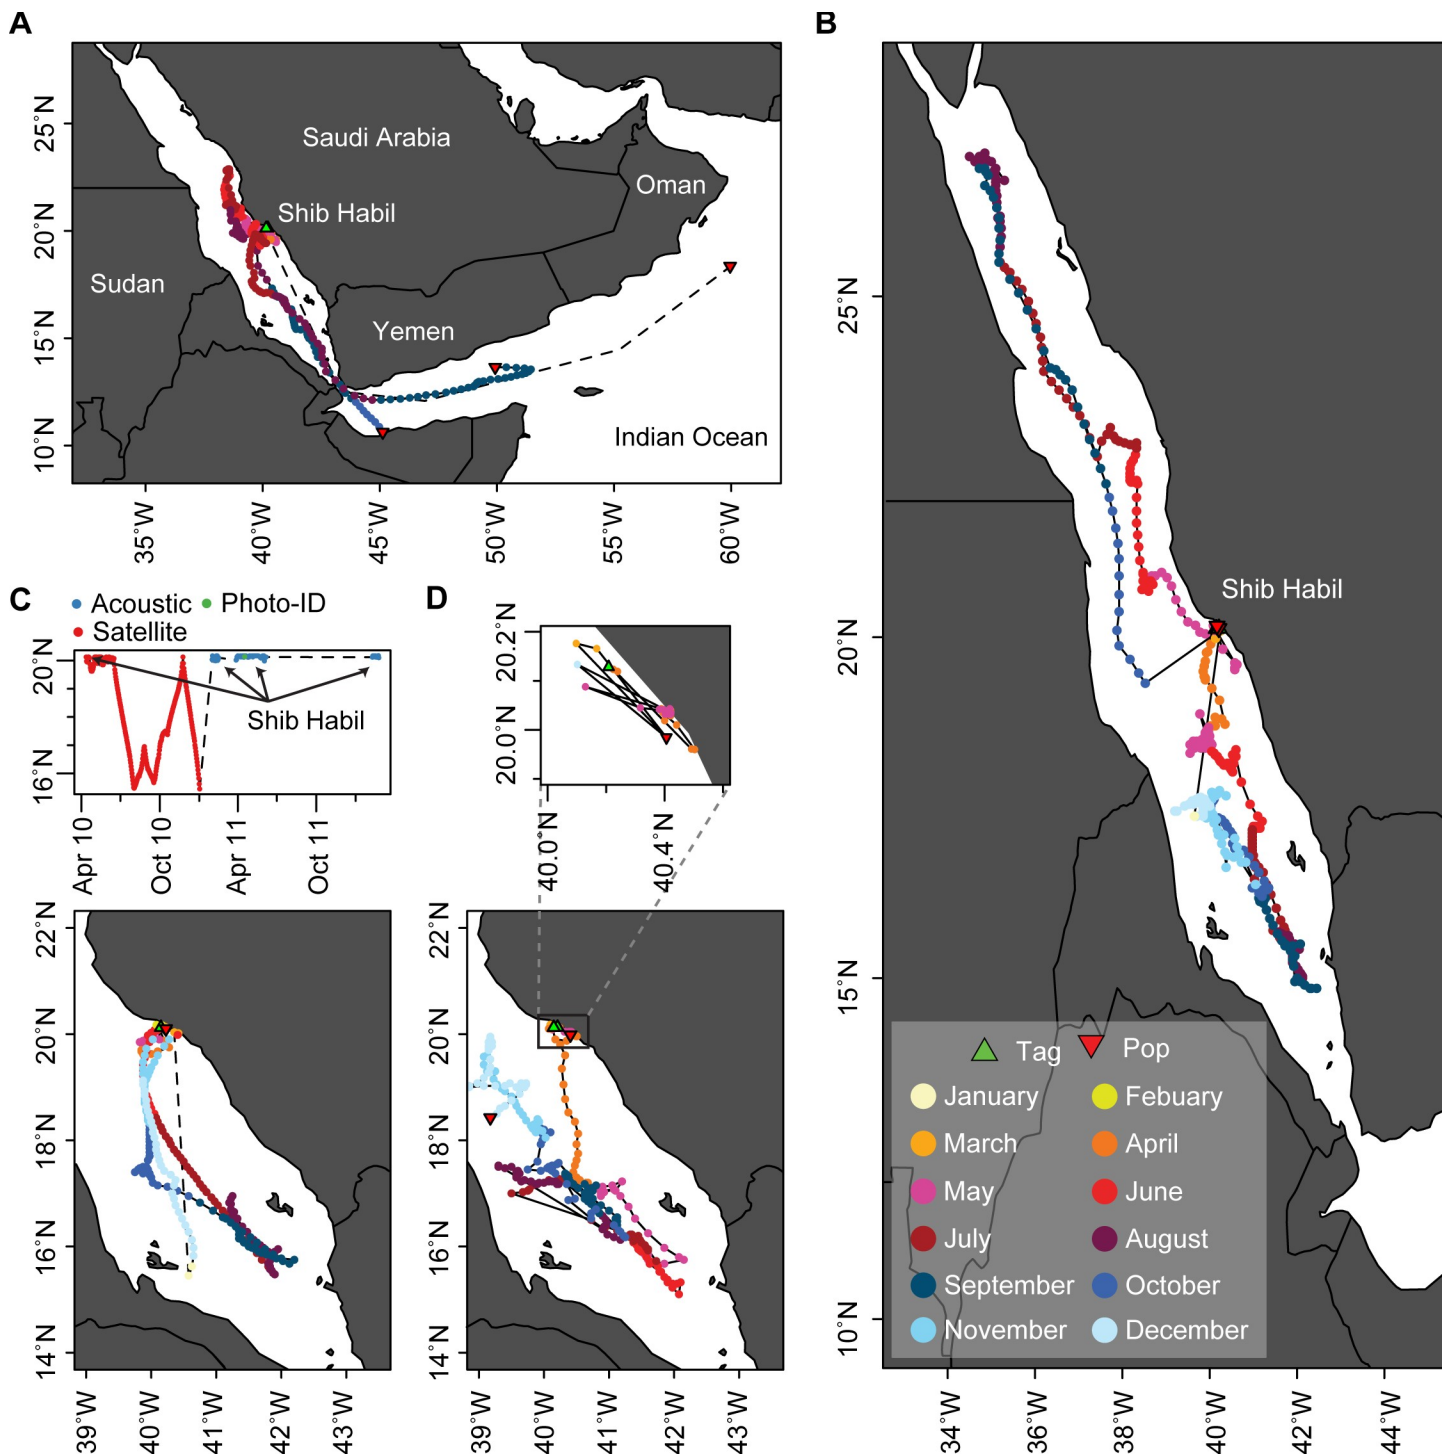 A
25°N
20°N
15°N
10°N
Saudi Arabia
Oman
Shib Habil
Sudan
Yemen
Indian Ocean
35°W
40°W
45°W
50°W
55°W
60°W
B
25°N
20°N
15°N
10°N
Shib Habil
Tag
Pop
January
Febuary
March
April
May
June
July
August
September
October
November
December
34°W
36°W
38°W
40°W
42°W
44°W
C
Acoustic
Photo-ID
Satellite
20°N
16°N
Shib Habil
Apr 10
Oct 10
Apr 11
Oct 11
22°N
20°N
18°N
16°N
14°N
39°W
40°W
41°W
42°W
43°W
D
20.2°N
20.0°N
40.0°N
40.4°N
22°N
20°N
18°N
16°N
14°N
39°W
40°W
41°W
42°W
43°W